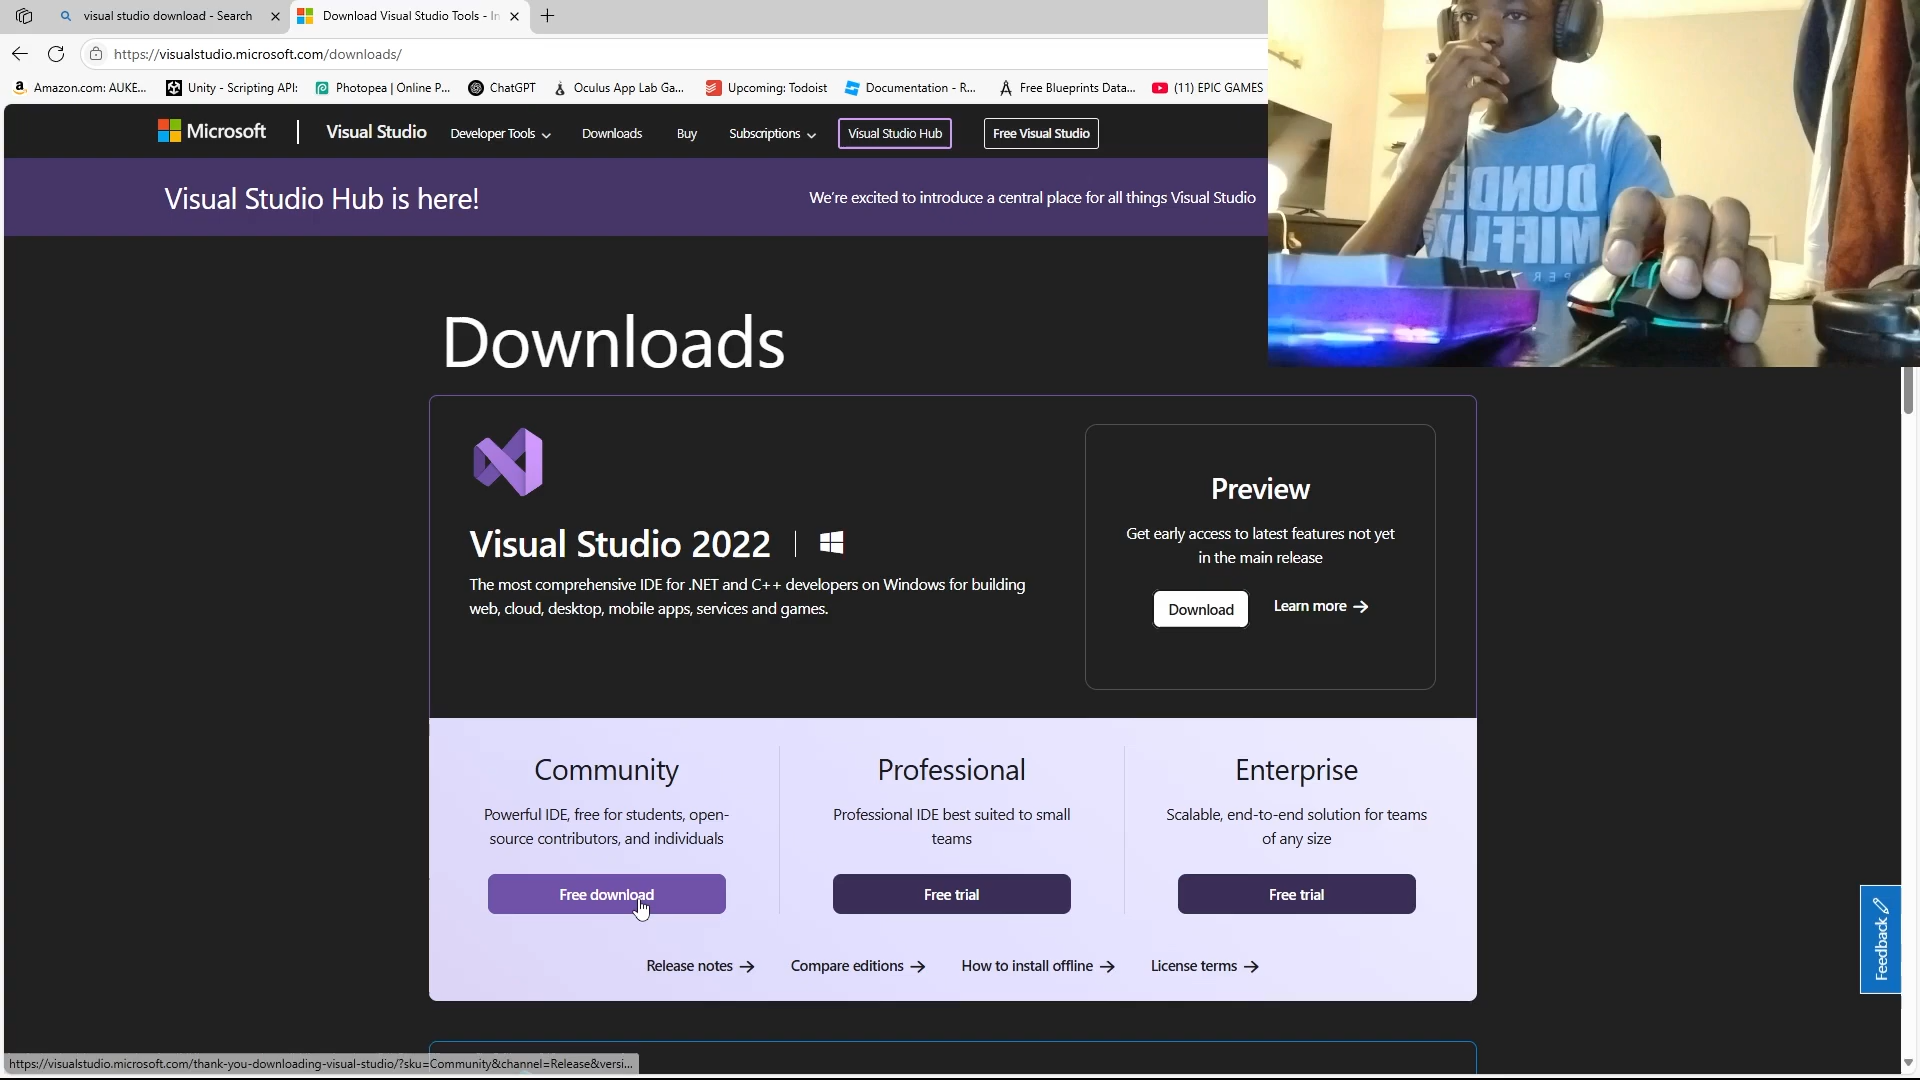 visual studio download - Search
Download Visual Studio Tools - In
https://visualstudio.microsoft.com/downloads/
Amazon.com: AUKE...
Unity - Scripting API:
Photopea | Online P...
ChatGPT
Oculus App Lab Ga...
Upcoming: Todoist
Documentation - R...
Free Blueprints Data...
(11) EPIC GAMES
Microsoft
Visual Studio
Developer Tools
Downloads
Buy
Subscriptions
Visual Studio Hub
Free Visual Studio
Visual Studio Hub is here!
We're excited to introduce a central place for all things Visual Studio
DUNDE
MIFFLIN
Downloads
Visual Studio 2022
The most comprehensive IDE for .NET and C++ developers on Windows for building
web, cloud, desktop, mobile apps, services and games.
Preview
Get early access to latest features not yet
in the main release
Download
Learn more
Community
Powerful IDE, free for students, open-
source contributors, and individuals
Free download
Professional
Professional IDE best suited to small
teams
Free trial
Enterprise
Scalable, end-to-end solution for teams
of any size
Free trial
Release notes
Compare editions
How to install offline
License terms
Feedback
https://visualstudio.microsoft.com/thank-you-downloading-visual-studio/?sku=Community&channel=Release&versi...